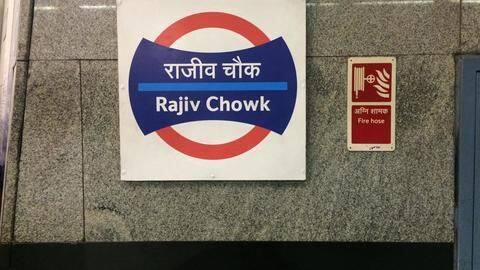 राजीव चौक
Rajiv Chowk
अग्नि शामक
Fire hose